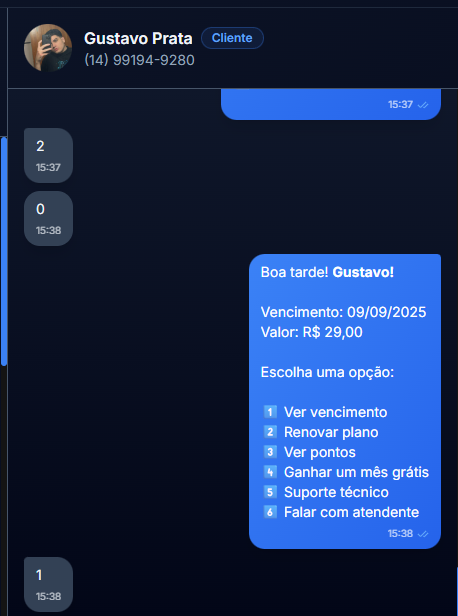 Gustavo Prata Cliente
(14) 99194-9280
15:37
2
15:37
0
15:38
Boa tarde! Gustavo!
Vencimento: 09/09/2025
Valor: R$ 29,00
Escolha uma opção:
1 Ver vencimento
2 Renovar plano
3 Ver pontos
4 Ganhar um mês grátis
5 Suporte técnico
6 Falar com atendente
15:38
1
15:38